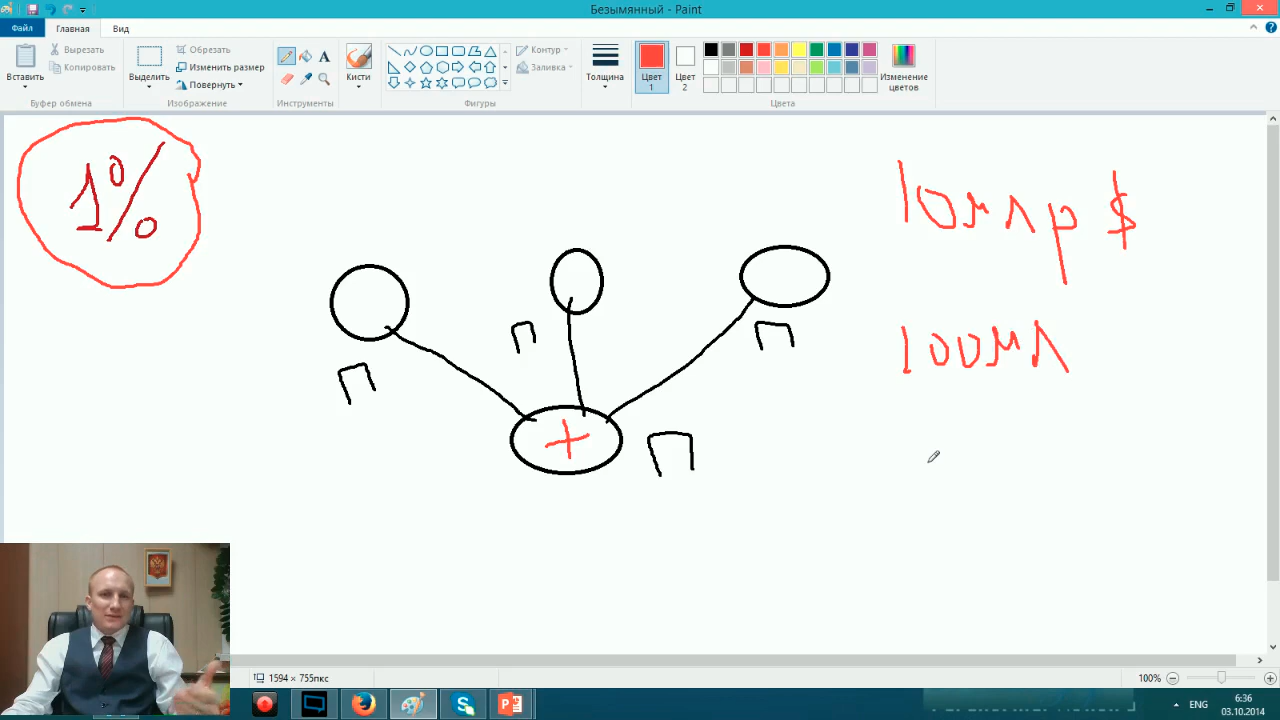 Безымянный - Paint
Файл
Главная
Вид
Вставить
Вырезать
Копировать
Буфер обмена
Выделить
Обрезать
Изменить размер
Повернуть
Изображение
А
Инструменты
Кисти
Контур
Заливка
Фигуры
Толщина
Цвет 1
Цвет 2
Изменение цветов
Цвета
1%
10млр $
100мл
П
П
П
П
+
1594 × 755пкс
100%
ENG
6:36
03.10.2014